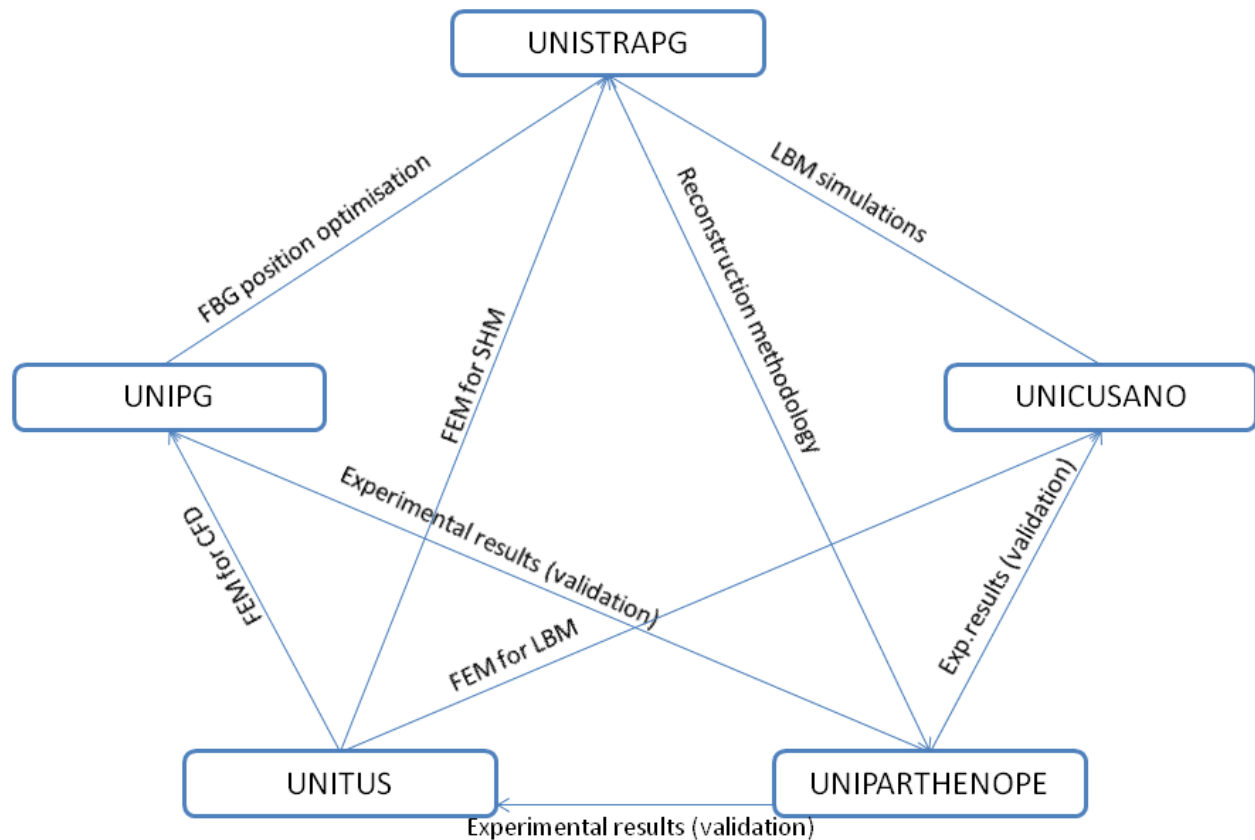 UNISTRAPG
FBG position optimisation
LBM simulations
Reconstruction methodology
FEM for SHM
UNIPG
UNICUSANO
Experimental results (validation)
FEM for CFD
FEM for LBM
Exp.results (validation)
UNITUS
UNIPARTHENOPE
Experimental results (validation)